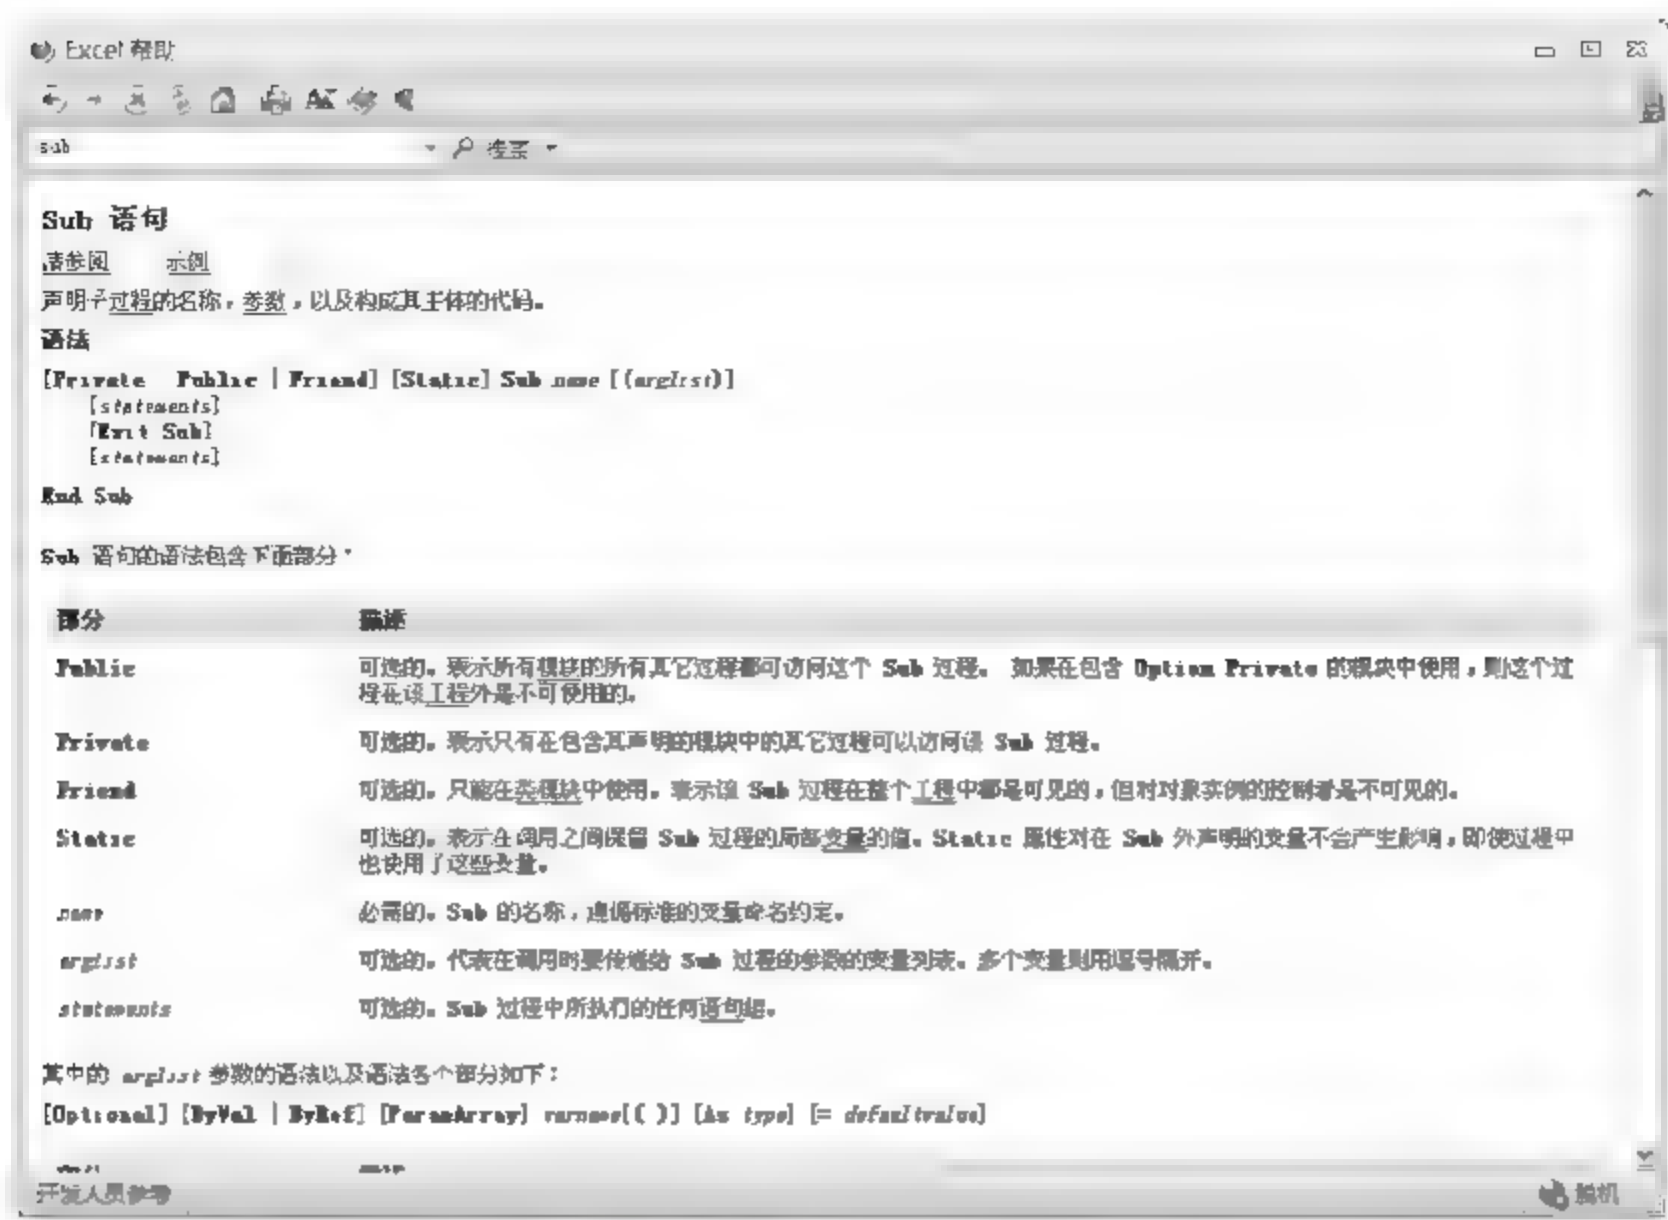 Excel 帮助
sub
搜索
Sub 语句
请参阅 示例
声明子过程的名称，参数，以及构成其主体的代码。
语法
[Private Public | Friend] [Static] Sub name [(arglist)]
[statements]
[Exit Sub]
[statements]
End Sub
Sub 语句的语法包含下面部分：
部分 描述
Public 可选的。表示所有模块的所有其它过程都可访问这个 Sub 过程。 如果在包含 Option Private 的模块中使用，则这个过
程在该工程外是不可使用的。
Private 可选的。表示只有在包含其声明的模块中的其它过程可以访问该 Sub 过程。
Friend 可选的。只能在类模块中使用。表示该 Sub 过程在整个工程中都是可见的，但对对象实例的控制者是不可见的。
Static 可选的。表示在调用之间保留 Sub 过程的局部变量的值。Static 属性对在 Sub 外声明的变量不会产生影响，即使过程中
也使用了这些变量。
name 必需的。Sub 的名称，遵循标准的变量命名约定。
arglist 可选的。代表在调用时要传递给 Sub 过程的参数的变量列表。多个变量则用逗号隔开。
statements 可选的。Sub 过程中所执行的任何语句组。
其中的 arglist 参数的语法以及语法各个部分如下：
[Optional] [ByVal | ByRef] [ParamArray] varname[( )] [As type] [= defaultvalue]
开发人员参考 脱机